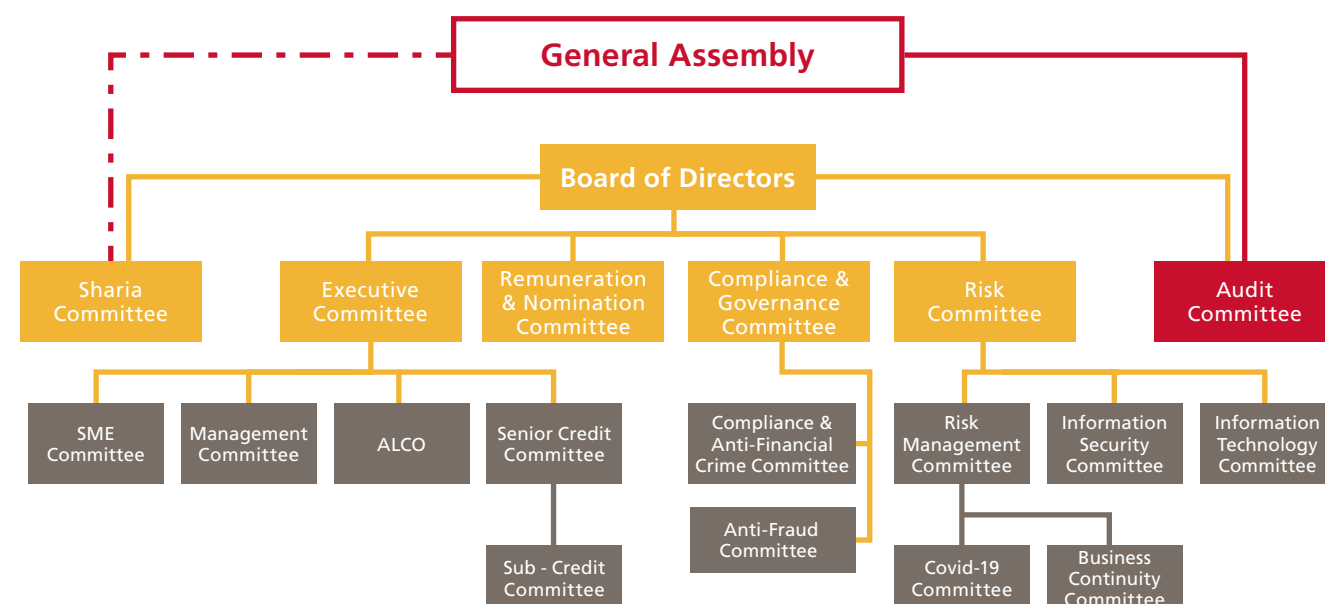 General Assembly
Board of Directors
Sharia
Committee
Executive
Committee
Remuneration
& Nomination
Committee
Compliance &
Governance
Committee
Risk
Committee
Audit
Committee
SME
Committee
Management
Committee
ALCO
Senior Credit
Committee
Compliance &
Anti-Financial
Crime Committee
Risk
Management
Committee
Information
Security
Committee
Information
Technology
Committee
Anti-Fraud
Committee
Sub - Credit
Committee
Covid-19
Committee
Business
Continuity
Committee